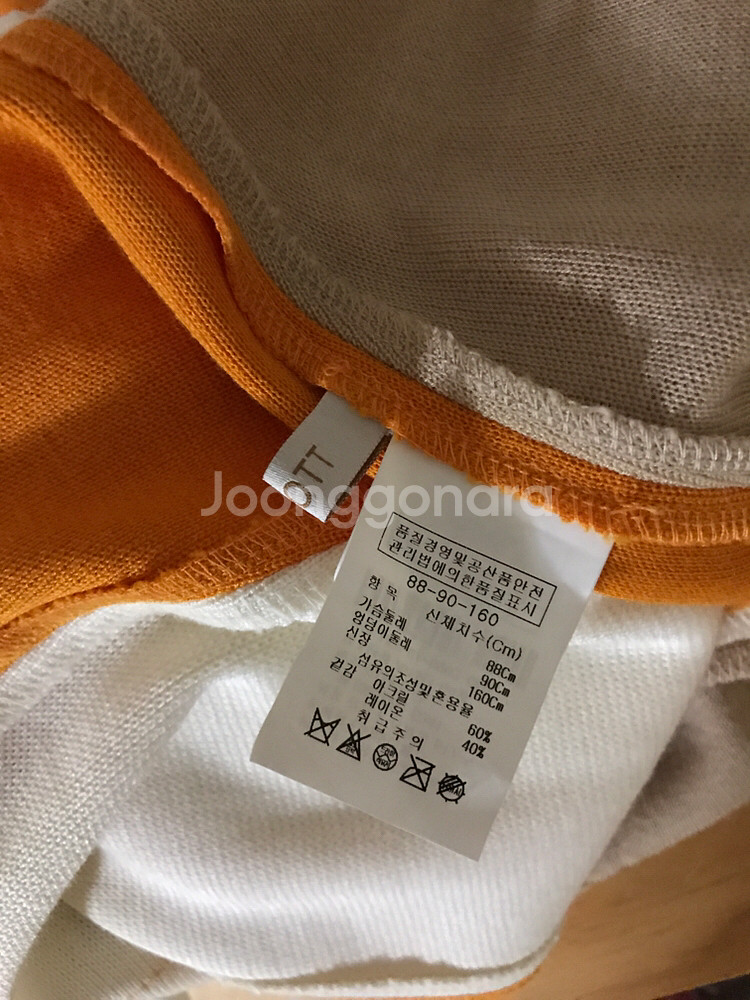 OTT
Joonggonara
품질경영및공산품안전
관리법에의한품질표시
88-90-160
항 목 신체치수(Cm)
가슴둘레 88Cm
엉덩이둘레 90Cm
신장 160Cm
섬유의조성및혼용율
겉감 아크릴 60%
레이온 40%
취 급 주 의